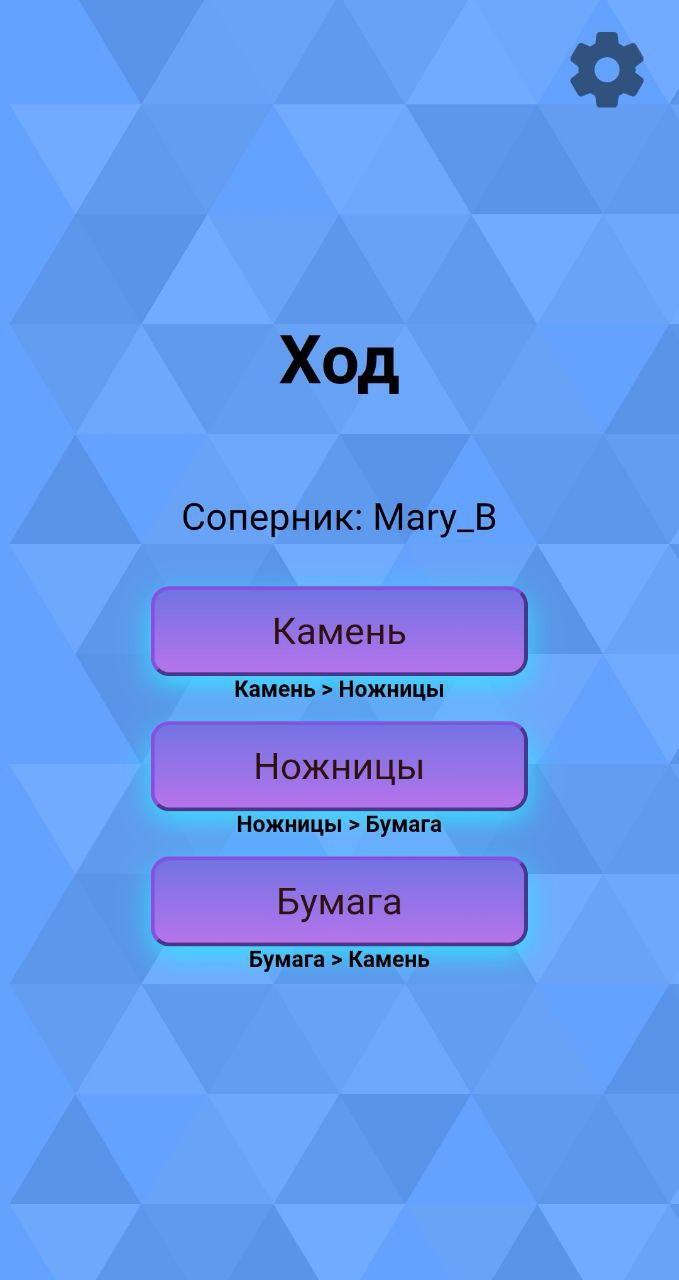 Ход
Соперник: Mary_B
Камень
Камень > Ножницы
Ножницы
Ножницы > Бумага
Бумага
Бумага > Камень